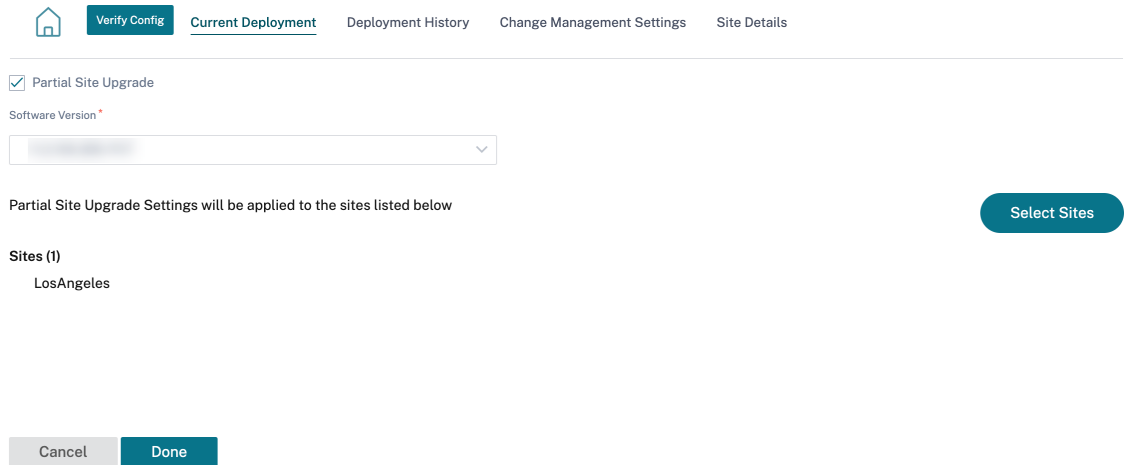 Verify Config Current Deployment Deployment History Change Management Settings Site Details
Partial Site Upgrade
Software Version *
Partial Site Upgrade Settings will be applied to the sites listed below
Select Sites
Sites (1)
LosAngeles
Cancel Done